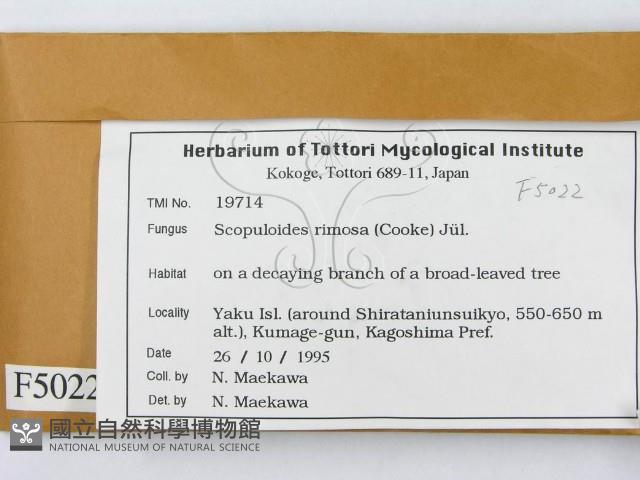 Herbarium of Tottori Mycological Institute
Kokoge, Tottori 689-11, Japan
F5022
TMI No. 19714
Fungus Scopuloides rimosa (Cooke) Jül.
Habitat on a decaying branch of a broad-leaved tree
Locality Yaku Isl. (around Shirataniunsuikyo, 550-650 m
alt.), Kumage-gun, Kagoshima Pref.
Date 26 / 10 / 1995
Coll. by N. Maekawa
Det. by N. Maekawa
F5022
國立自然科學博物館
NATIONAL MUSEUM OF NATURAL SCIENCE